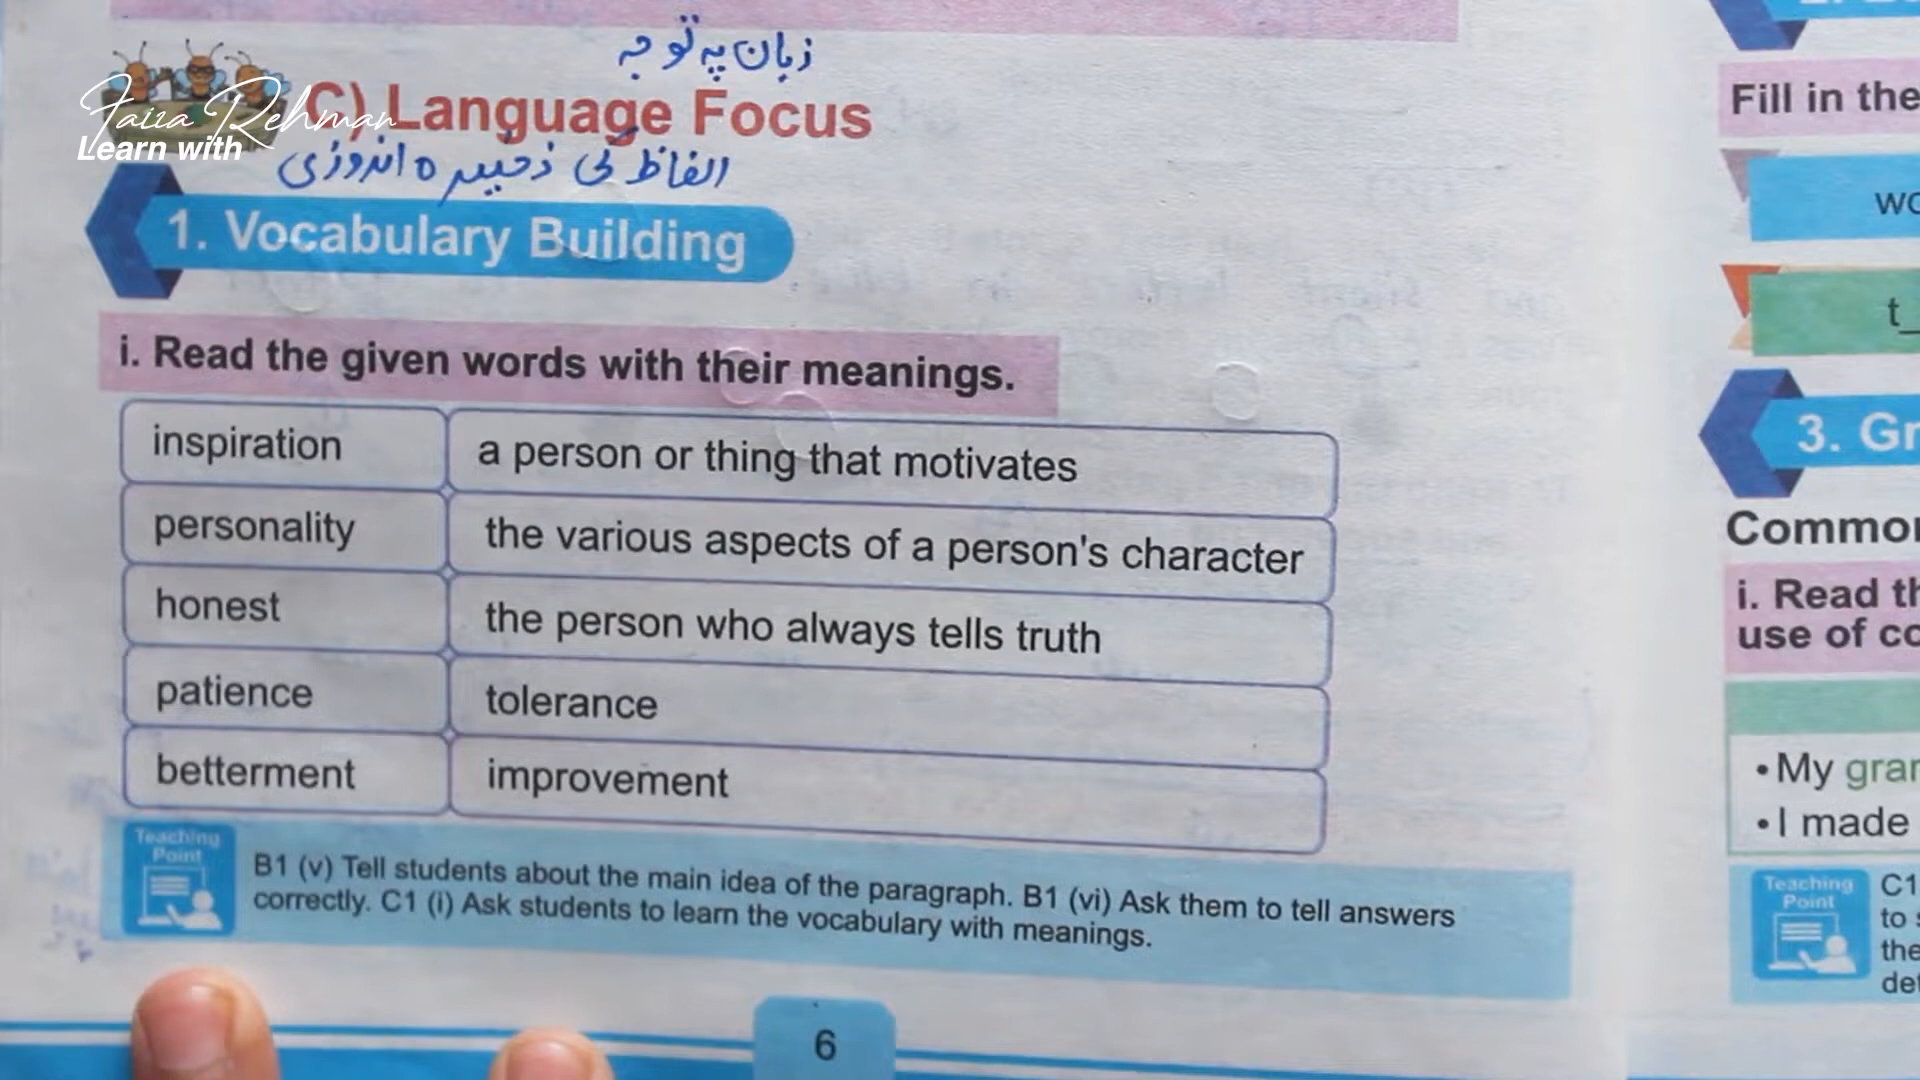 زبان پہ توجہ
C) Language Focus
Faiza Rehman
Learn with
الفاظ کی ذخیرہ اندوزی
1. Vocabulary Building
i. Read the given words with their meanings.
inspiration a person or thing that motivates
personality the various aspects of a person's character
honest the person who always tells truth
patience tolerance
betterment improvement
Teaching
Point
B1 (v) Tell students about the main idea of the paragraph. B1 (vi) Ask them to tell answers
correctly. C1 (i) Ask students to learn the vocabulary with meanings.
6
Fill in the
t_
3. Gr
i. Read th
use of co
• My gran
• I made
Teaching
Point
C1
to s
the
det